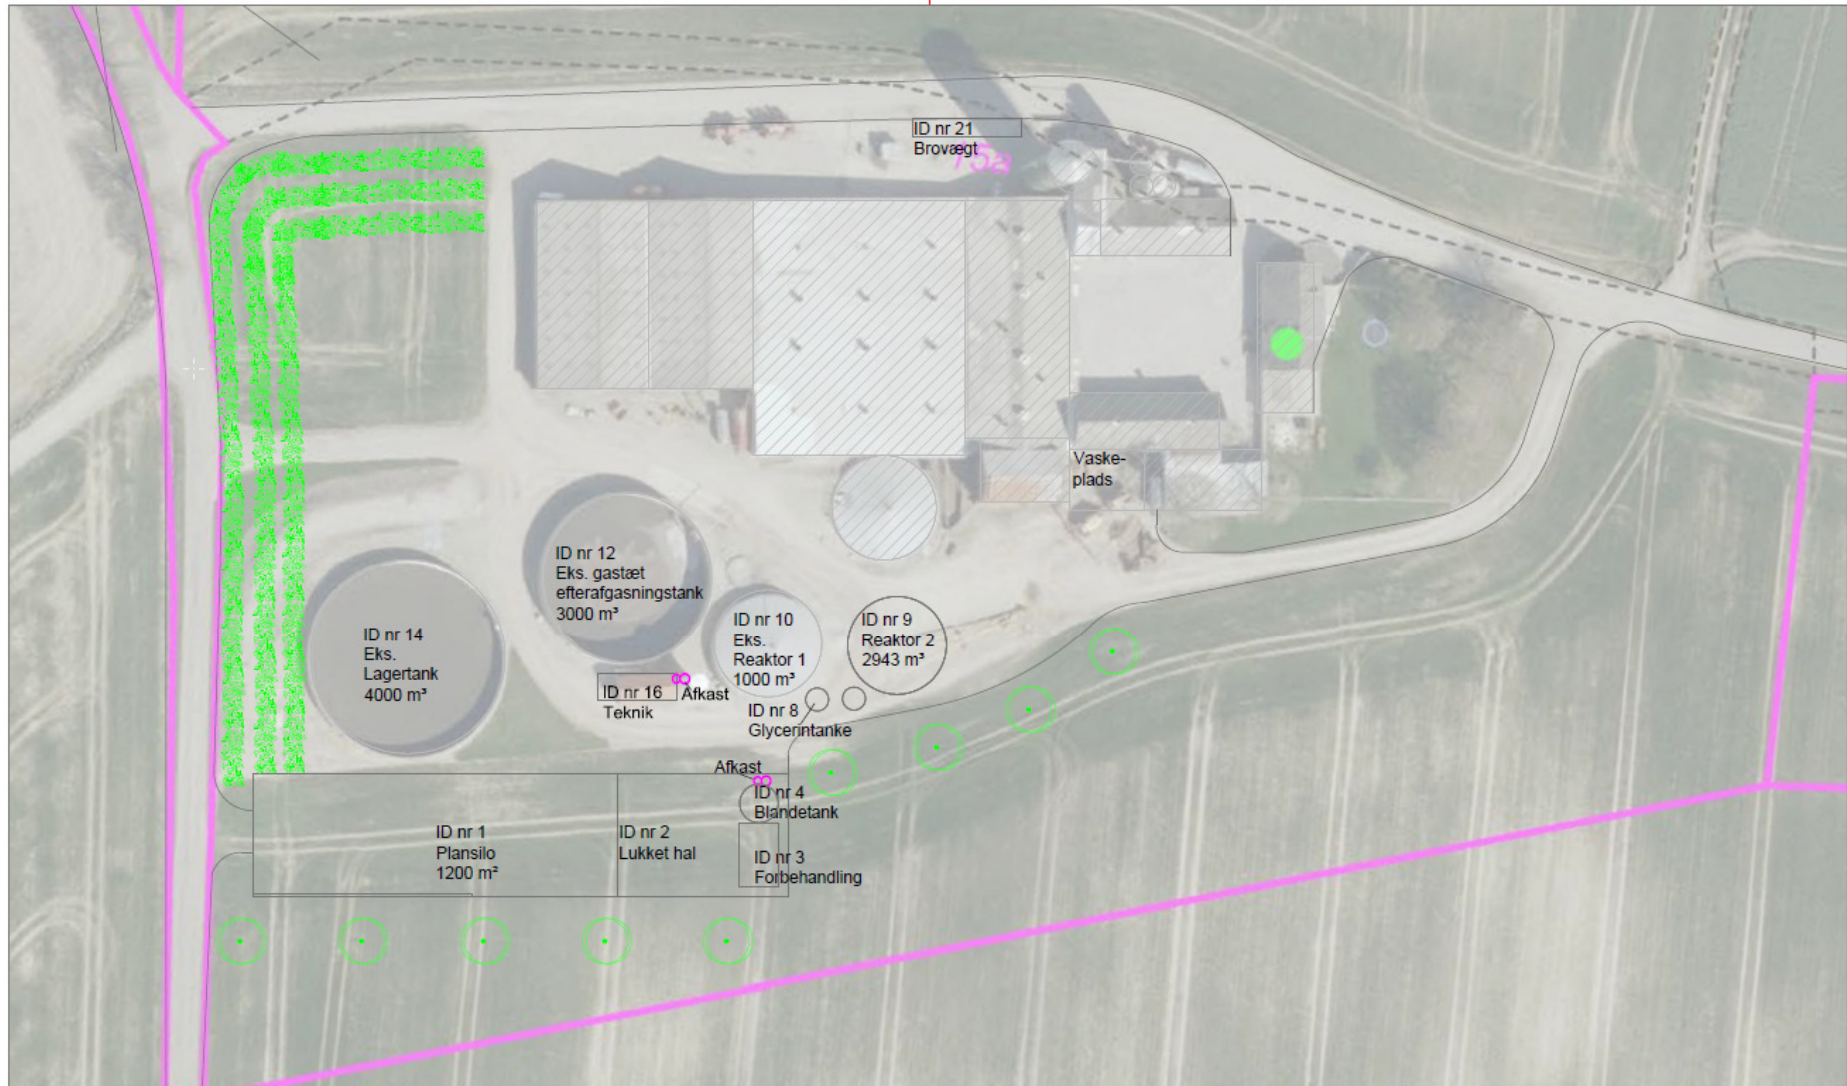 ID nr 21
Brovægt
15a
Vaske-
plads
ID nr 12
Eks. gastæt
efterafgasningstank
3000 m³
ID nr 14
Eks.
Lagertank
4000 m³
ID nr 10
Eks.
Reaktor 1
1000 m³
ID nr 9
Reaktor 2
2943 m³
ID nr 16
Teknik
Afkast
ID nr 8
Glycerintanke
Afkast
ID nr 4
Blandetank
ID nr 1
Plansilo
1200 m²
ID nr 2
Lukket hal
ID nr 3
Forbehandling